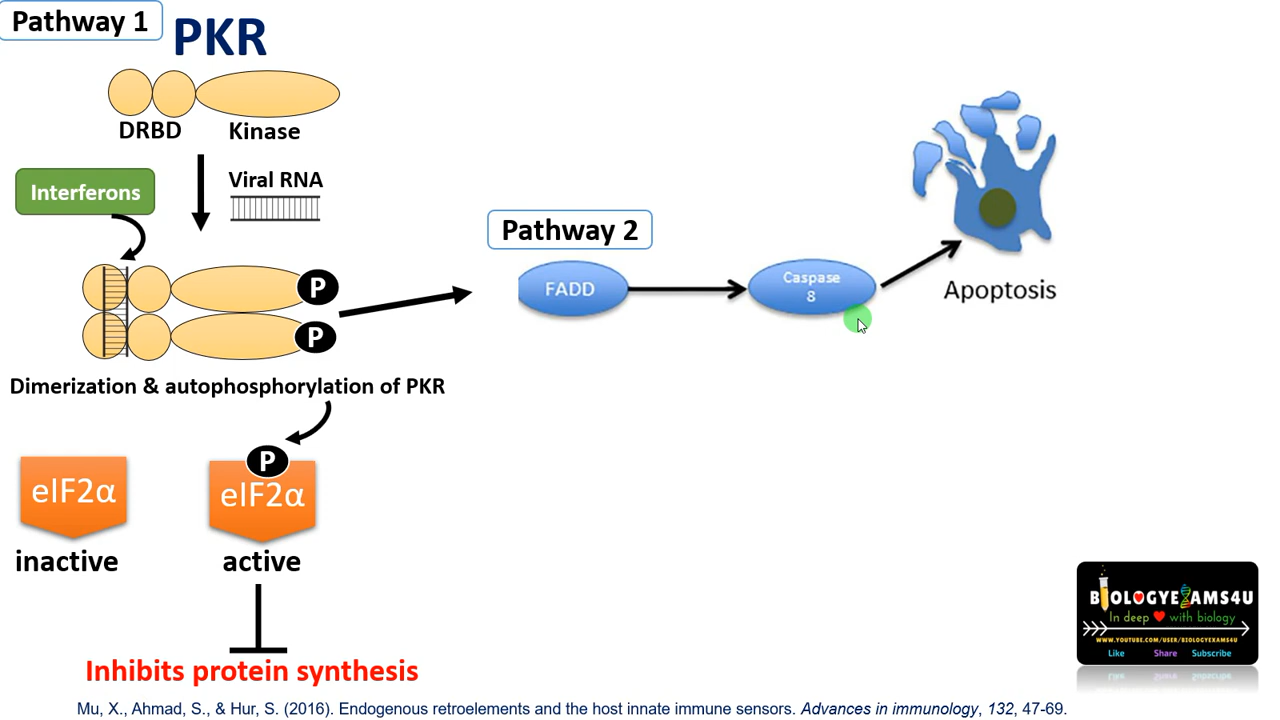 Pathway 1
PKR
DRBD
Kinase
Interferons
Viral RNA
P
P
Dimerization & autophosphorylation of PKR
eIF2α
inactive
P
eIF2α
active
Inhibits protein synthesis
Pathway 2
FADD
Caspase
8
Apoptosis
BIOLOGYEXAMS4U
In deep ❤ with biology
WWW.YOUTUBE.COM/USER/BIOLOGYEXAMS4U
Like Share Subscribe
Mu, X., Ahmad, S., & Hur, S. (2016). Endogenous retroelements and the host innate immune sensors. Advances in immunology, 132, 47-69.